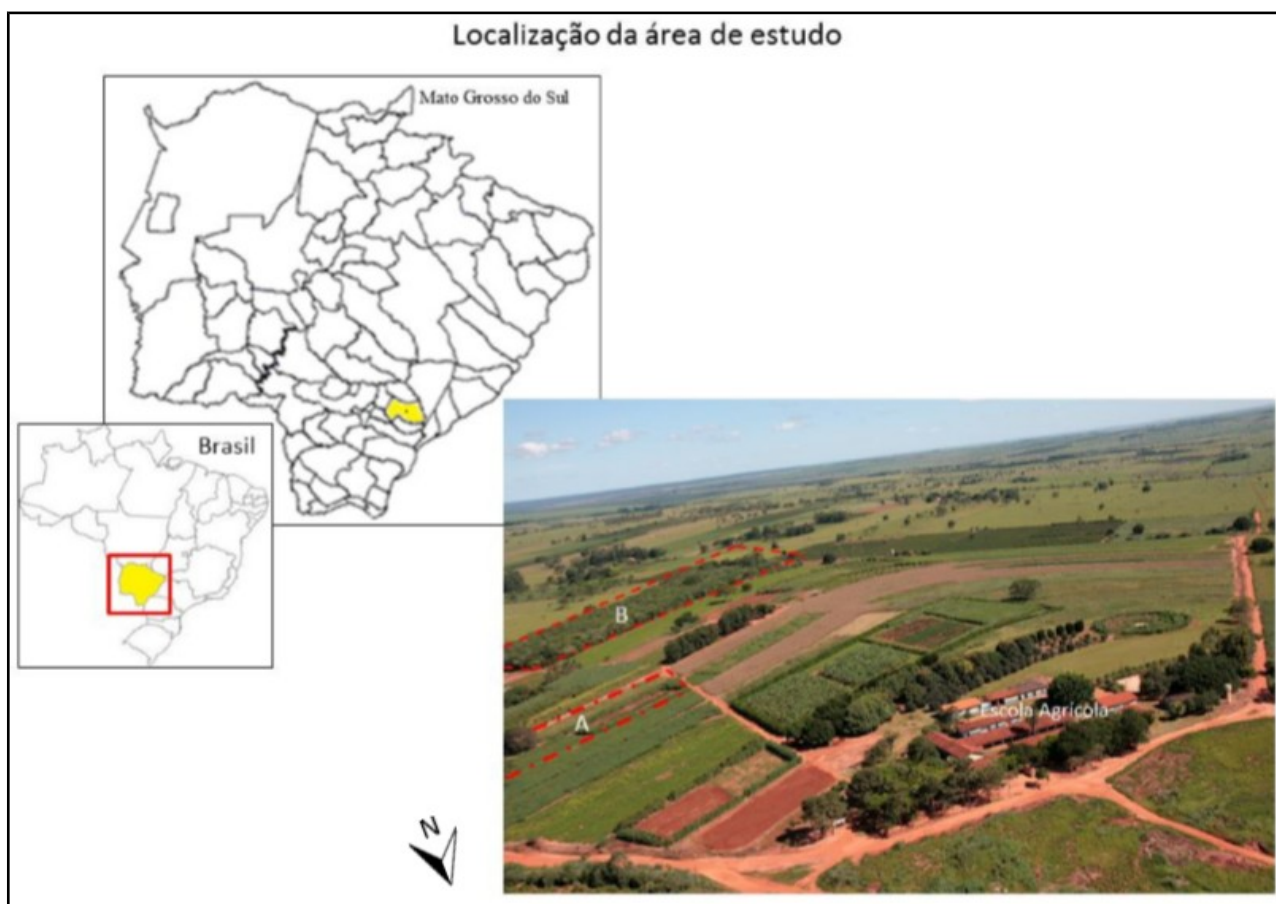 Localização da área de estudo
Mato Grosso do Sul
Brasil
B
A
Escola Agrícola
N